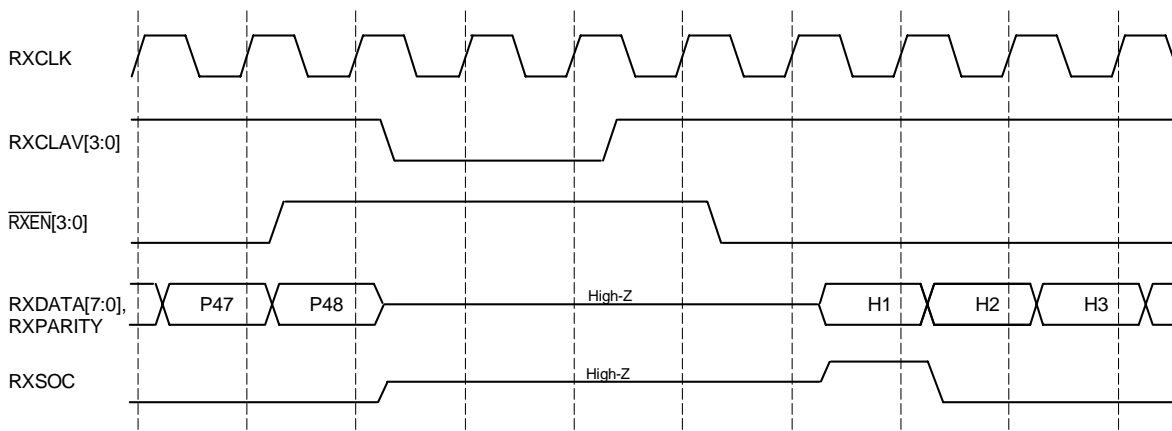 RXCLK
RXCLAV[3:0]
RXEN[3:0]
RXDATA[7:0],
RXPARITY
P47
P48
High-Z
H1
H2
H3
RXSOC
High-Z